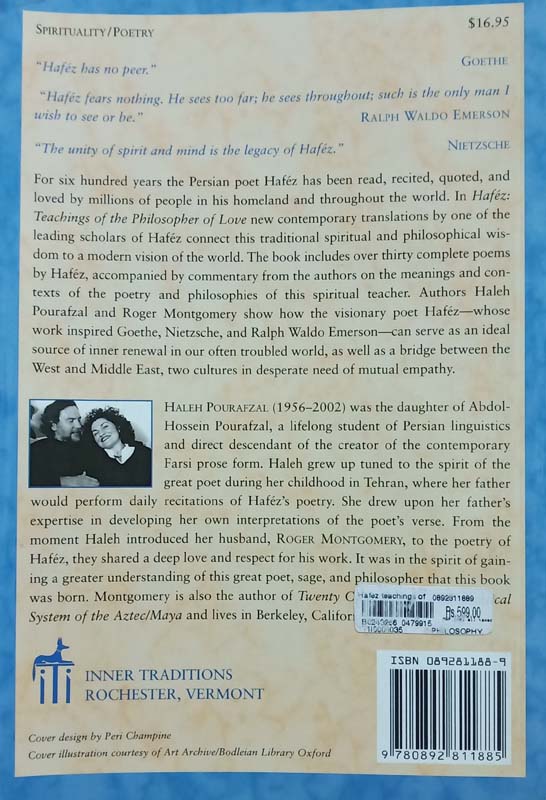 SPIRITUALITY/POETRY $16.95
"Haféz has no peer." GOETHE
"Haféz fears nothing. He sees too far; he sees throughout; such is the only man I
wish to see or be." RALPH WALDO EMERSON
"The unity of spirit and mind is the legacy of Haféz." NIETZSCHE
For six hundred years the Persian poet Haféz has been read, recited, quoted, and
loved by millions of people in his homeland and throughout the world. In Haféz:
Teachings of the Philosopher of Love new contemporary translations by one of the
leading scholars of Haféz connect this traditional spiritual and philosophical wis-
dom to a modern vision of the world. The book includes over thirty complete poems
by Haféz, accompanied by commentary from the authors on the meanings and con-
texts of the poetry and philosophies of this spiritual teacher. Authors Haleh
Pourafzal and Roger Montgomery show how the visionary poet Haféz—whose
work inspired Goethe, Nietzsche, and Ralph Waldo Emerson—can serve as an ideal
source of inner renewal in our often troubled world, as well as a bridge between the
West and Middle East, two cultures in desperate need of mutual empathy.
HALEH POURAFZAL (1956–2002) was the daughter of Abdol-
Hossein Pourafzal, a lifelong student of Persian linguistics
and direct descendant of the creator of the contemporary
Farsi prose form. Haleh grew up tuned to the spirit of the
great poet during her childhood in Tehran, where her father
would perform daily recitations of Haféz's poetry. She drew upon her father's
expertise in developing her own interpretations of the poet's verse. From the
moment Haleh introduced her husband, ROGER MONTGOMERY, to the poetry of
Haféz, they shared a deep love and respect for his work. It was in the spirit of gain-
ing a greater understanding of this great poet, sage, and philosopher that this book
was born. Montgomery is also the author of Twenty C ical
System of the Aztec/Maya and lives in Berkeley, Califor
Hafez teaching of 0892811889
Rs.599.00
0479915
PHILOSOPHY
INNER TRADITIONS
ROCHESTER, VERMONT
ISBN 089281188-9
9 780892 811885
Cover design by Peri Champine
Cover illustration courtesy of Art Archive/Bodleian Library Oxford